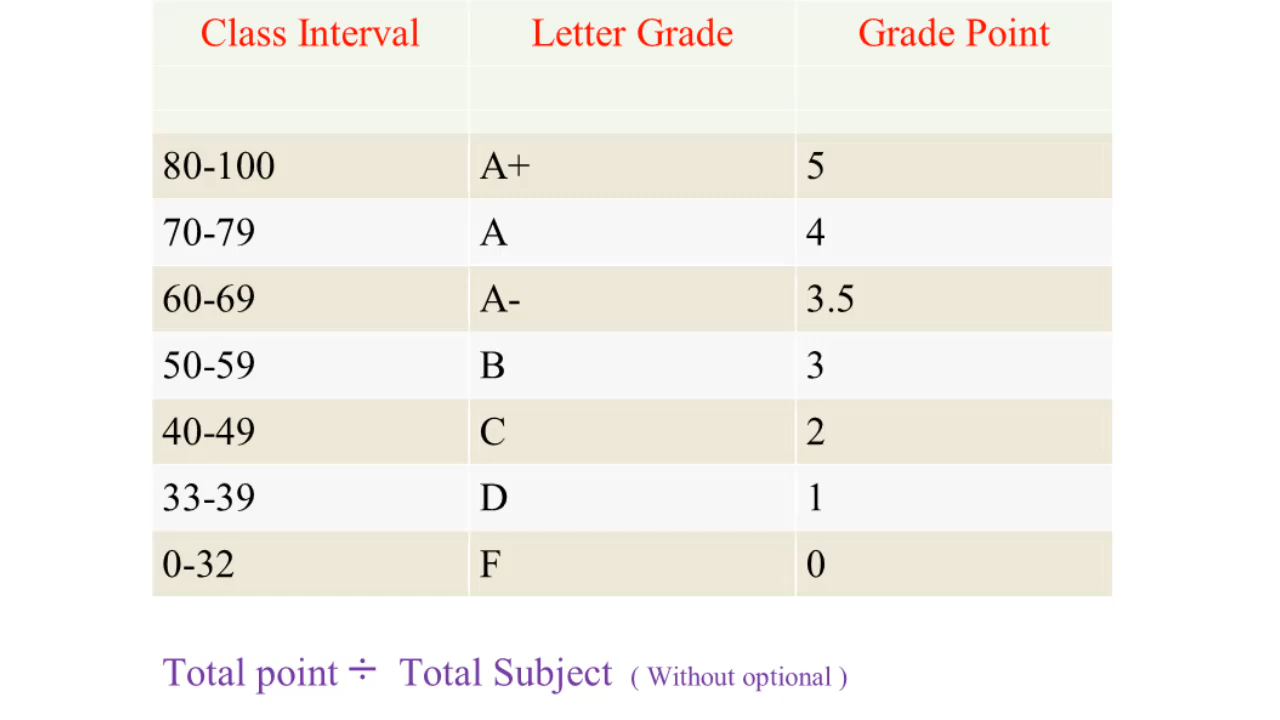 Class Interval Letter Grade Grade Point
80-100 A+ 5
70-79 A 4
60-69 A- 3.5
50-59 B 3
40-49 C 2
33-39 D 1
0-32 F 0
Total point ÷ Total Subject ( Without optional )